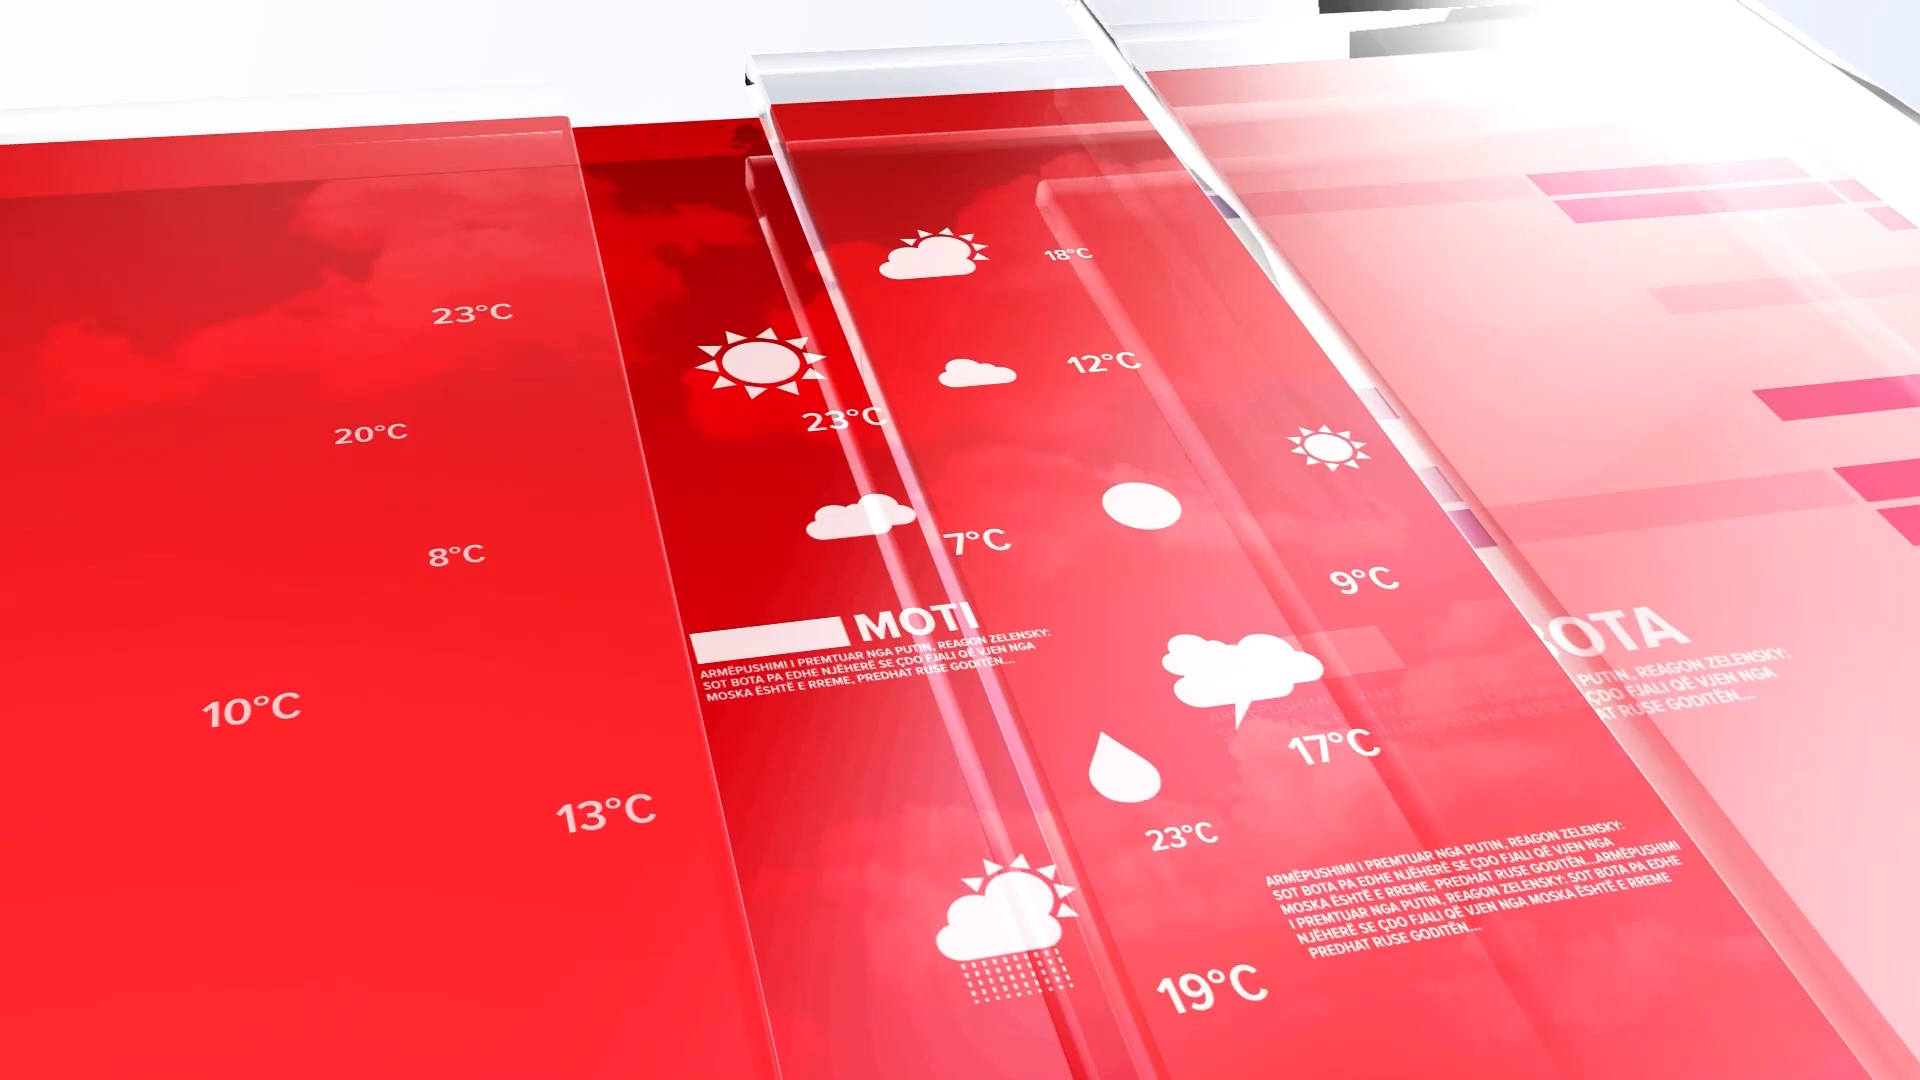 23°C
20°C
8°C
10°C
13°C
18°C
12°C
23°C
7°C
9°C
17°C
23°C
19°C
MOTI
ARMËPUSHIMI I PREMTUAR NGA PUTIN, REAGON ZELENSKY:
SOT BOTA PA EDHE NJËHERË SE ÇDO FJALI QË VJEN NGA
MOSKA ËSHTË E RREME, PREDHAT RUSE GODITËN...
BOTA
PUTIN, REAGON ZELENSKY:
ÇDO FJALI QË VJEN NGA
RUSE GODITËN...
ARMËPUSHIMI I PREMTUAR NGA PUTIN, REAGON ZELENSKY:
SOT BOTA PA EDHE NJËHERË SE ÇDO FJALI QË VJEN NGA
MOSKA ËSHTË E RREME, PREDHAT RUSE GODITËN...ARMËPUSHIMI
I PREMTUAR NGA PUTIN, REAGON ZELENSKY: SOT BOTA PA EDHE
NJËHERË SE ÇDO FJALI QË VJEN NGA MOSKA ËSHTË E RREME
PREDHAT RUSE GODITËN...